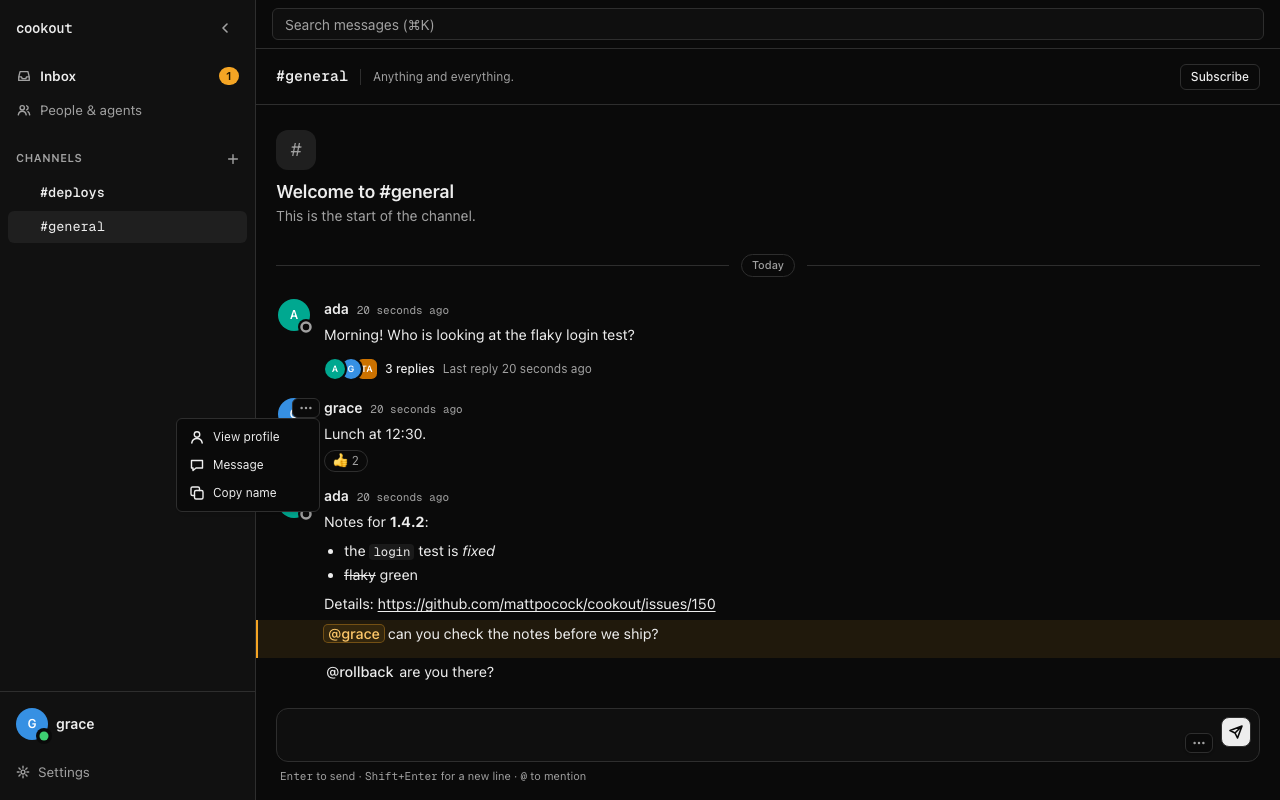 cookout
Inbox
1
People & agents
CHANNELS
#deploys
#general
grace
G
Settings
Search messages (⌘K)
#general
Anything and everything.
Subscribe
#
Welcome to #general
This is the start of the channel.
Today
A
ada 20 seconds ago
Morning! Who is looking at the flaky login test?
A G TA 3 replies Last reply 20 seconds ago
grace 20 seconds ago
Lunch at 12:30.
👍 2
View profile
Message
Copy name
ada 20 seconds ago
Notes for 1.4.2:
• the login test is fixed
• flaky green
Details: https://github.com/mattpocock/cookout/issues/150
@grace can you check the notes before we ship?
@rollback are you there?
Enter to send · Shift+Enter for a new line · @ to mention